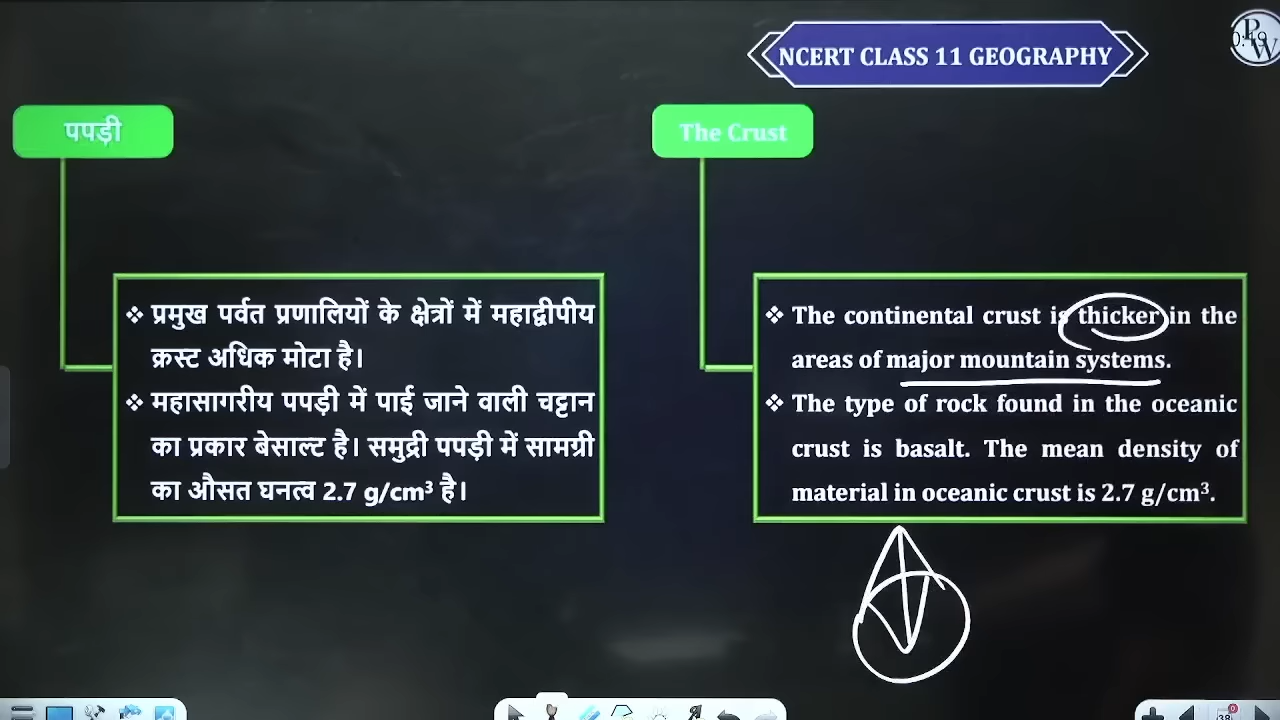 NCERT CLASS 11 GEOGRAPHY
PW
पपड़ी
❖ प्रमुख पर्वत प्रणालियों के क्षेत्रों में महाद्वीपीय
क्रस्ट अधिक मोटा है।
❖ महासागरीय पपड़ी में पाई जाने वाली चट्टान
का प्रकार बेसाल्ट है। समुद्री पपड़ी में सामग्री
का औसत घनत्व 2.7 g/cm³ है।
The Crust
❖ The continental crust is thicker in the
areas of major mountain systems.
❖ The type of rock found in the oceanic
crust is basalt. The mean density of
material in oceanic crust is 2.7 g/cm³.